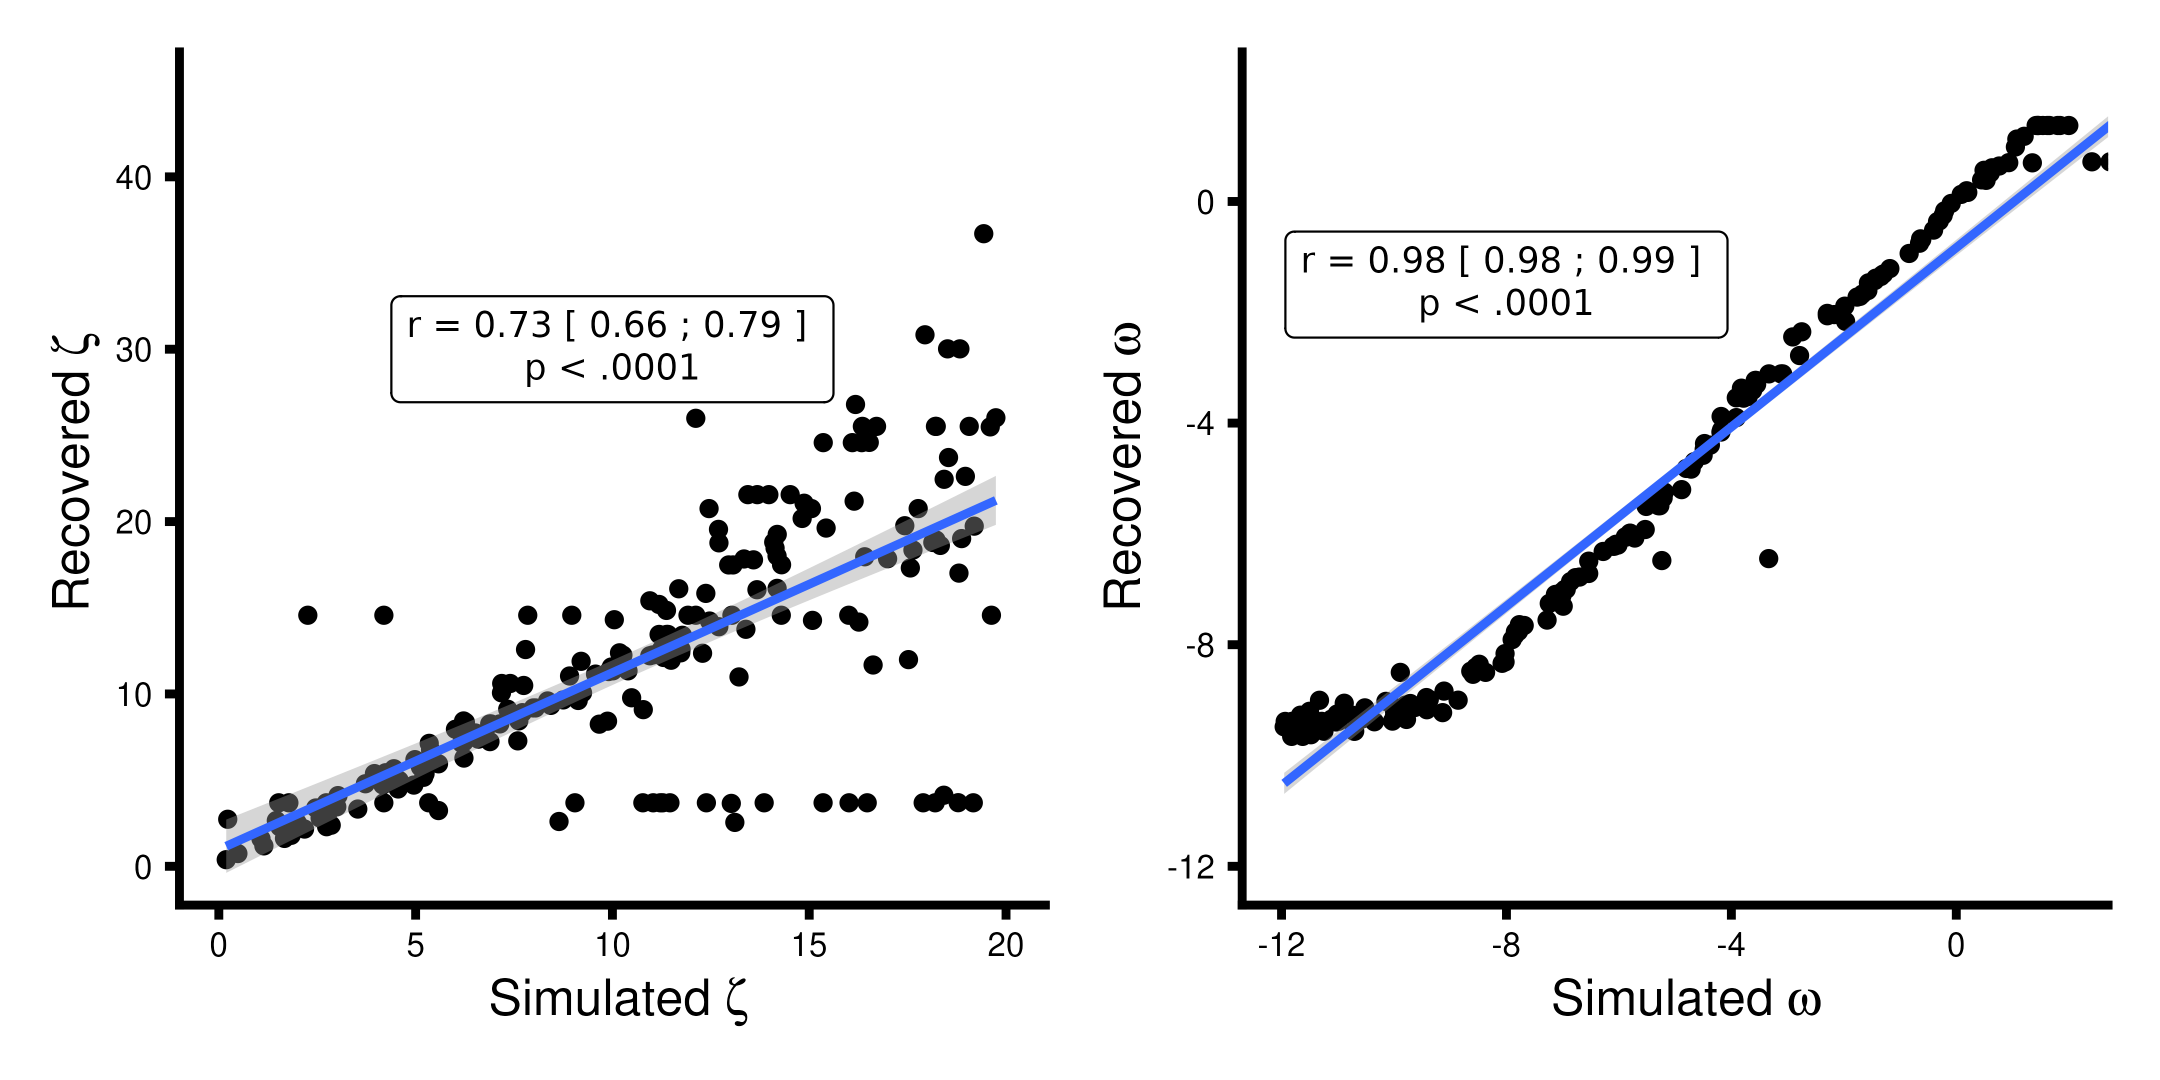 40
30
20
10
0
Recovered ζ
r = 0.73 [ 0.66 ; 0.79 ]
p < .0001
0 5 10 15 20
Simulated ζ
0
-4
-8
-12
Recovered ω
r = 0.98 [ 0.98 ; 0.99 ]
p < .0001
-12 -8 -4 0
Simulated ω